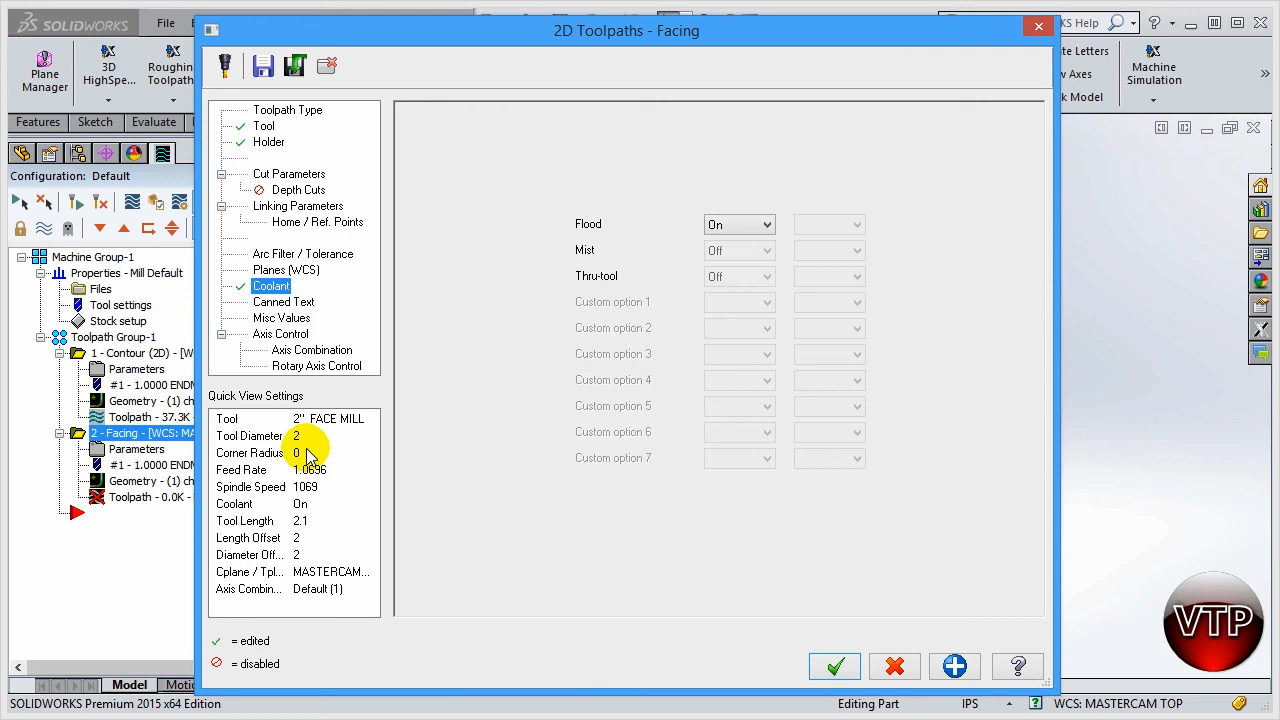 SOLIDWORKS
File
2D Toolpaths - Facing
KS Help
Plane
Manager
3D
HighSpe...
Roughin
Toolpath
te Letters
w Axes
k Model
Machine
Simulation
Features
Sketch
Evaluate
Configuration: Default
Machine Group-1
Properties - Mill Default
Files
Tool settings
Stock setup
Toolpath Group-1
1 - Contour (2D) - [W
Parameters
#1 - 1.0000 ENDM
Geometry - (1) ch
Toolpath - 37.3K -
2 - Facing - [WCS: MA
Parameters
#1 - 1.0000 ENDM
Geometry - (1) ch
Toolpath - 0.0K -
Toolpath Type
Tool
Holder
Cut Parameters
Depth Cuts
Linking Parameters
Home / Ref. Points
Arc Filter / Tolerance
Planes (WCS)
Coolant
Canned Text
Misc Values
Axis Control
Axis Combination
Rotary Axis Control
Quick View Settings
Tool 2" FACE MILL
Tool Diameter 2
Corner Radius 0
Feed Rate 1.0696
Spindle Speed 1069
Coolant On
Tool Length 2.1
Length Offset 2
Diameter Off... 2
Cplane / Tpl... MASTERCAM...
Axis Combin... Default (1)
= edited
= disabled
Flood On
Mist Off
Thru-tool Off
Custom option 1
Custom option 2
Custom option 3
Custom option 4
Custom option 5
Custom option 6
Custom option 7
VTP
Model
Motio
SOLIDWORKS Premium 2015 x64 Edition
Editing Part
IPS
WCS: MASTERCAM TOP